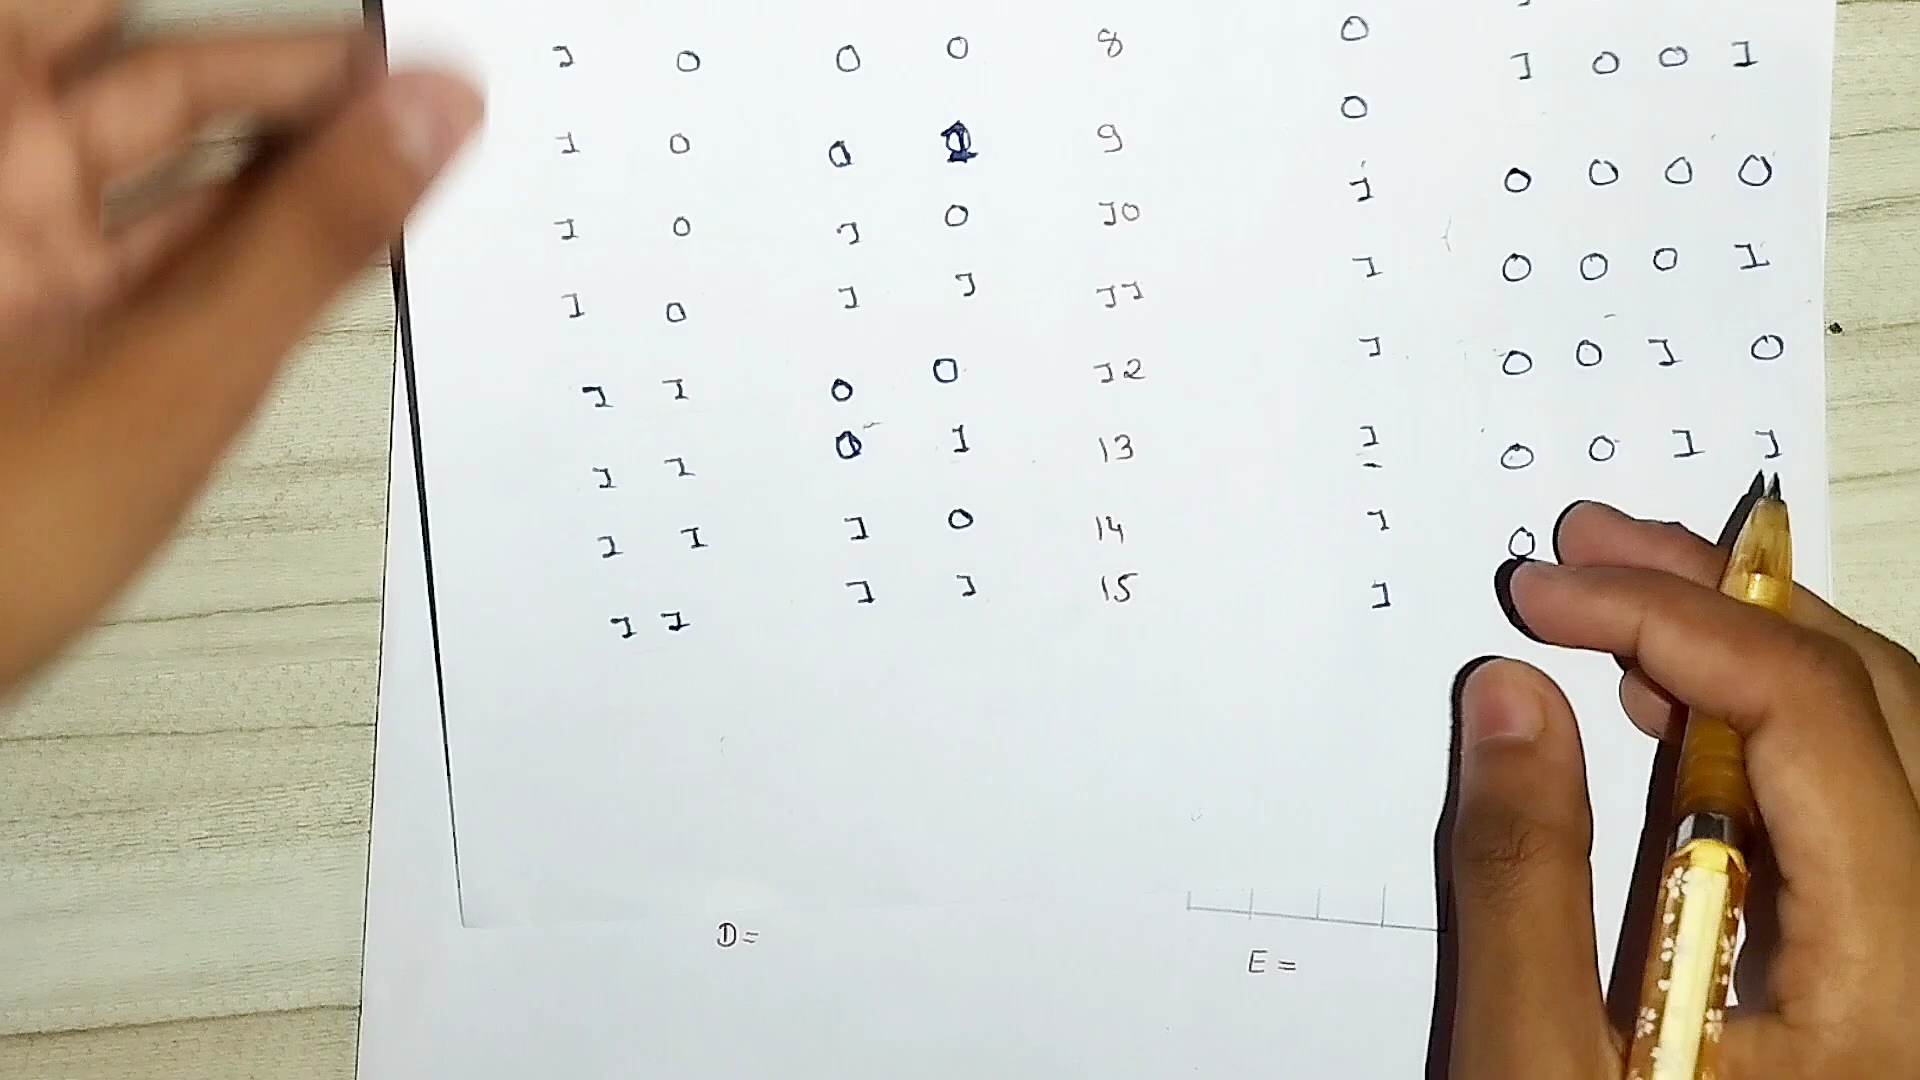 1 0 0 0 8 0 1 0 0 1
1 0 0 1 9 0
1 0 1 0 10 1 0 0 0 0
1 0 1 1 11 1 0 0 0 1
1 1 0 0 12 1 0 0 1 0
1 1 0 1 13 1 0 0 1 1
1 1 1 0 14 1 0
1 1 1 1 15 1
D=
E =